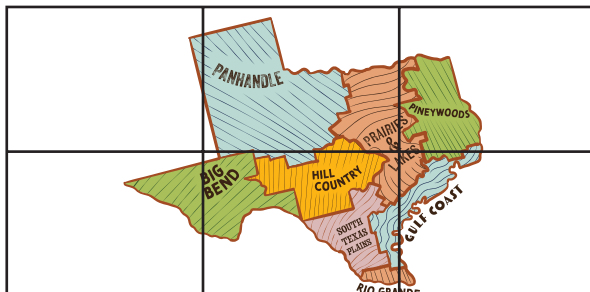 PANHANDLE
PINEYWOODS
PRAIRIES
&
LAKES
BIG
BEND
HILL
COUNTRY
GULF COAST
SOUTH
TEXAS
PLAINS
RIO GRANDE